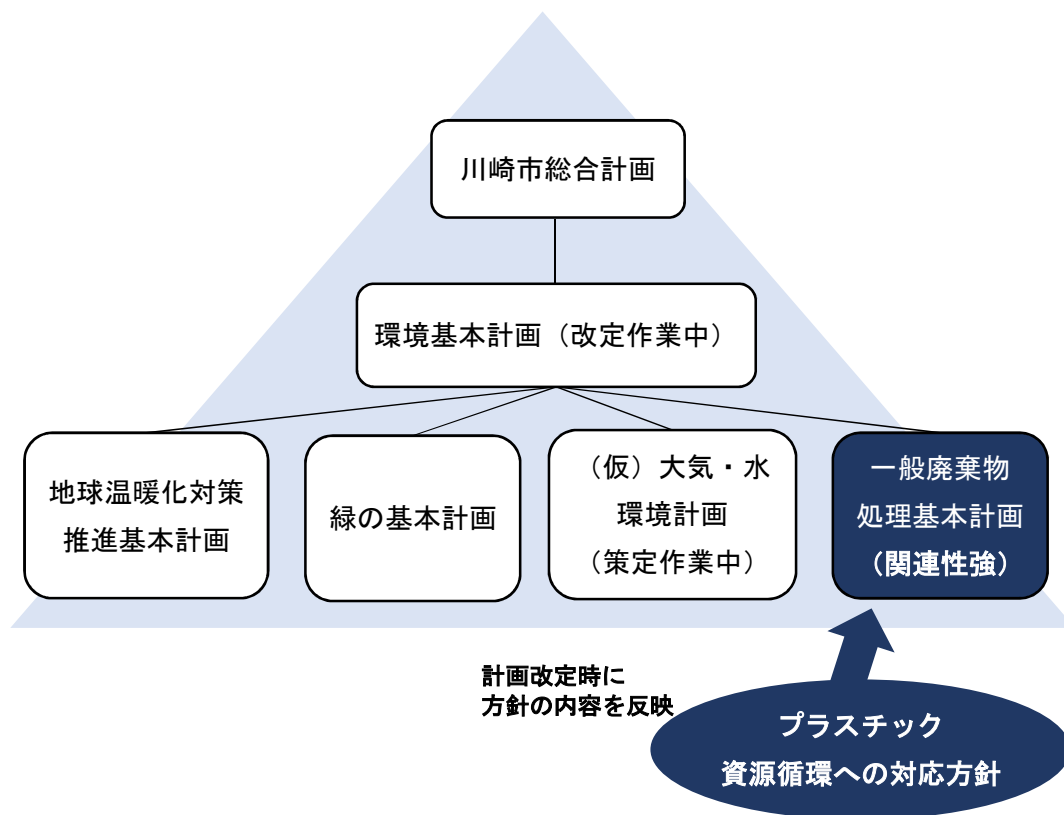 川崎市総合計画
環境基本計画（改定作業中）
地球温暖化対策
推進基本計画
緑の基本計画
（仮）大気・水
環境計画
（策定作業中）
一般廃棄物
処理基本計画
（関連性強）
計画改定時に
方針の内容を反映
プラスチック
資源循環への対応方針